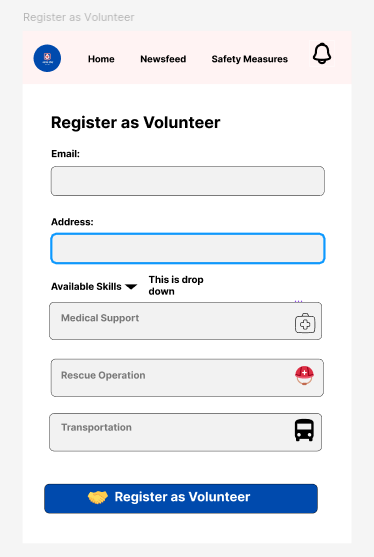 Register as Volunteer
Home Newsfeed Safety Measures
Register as Volunteer
Email:
Address:
Available Skills This is drop
down
Medical Support
Rescue Operation
Transportation
Register as Volunteer